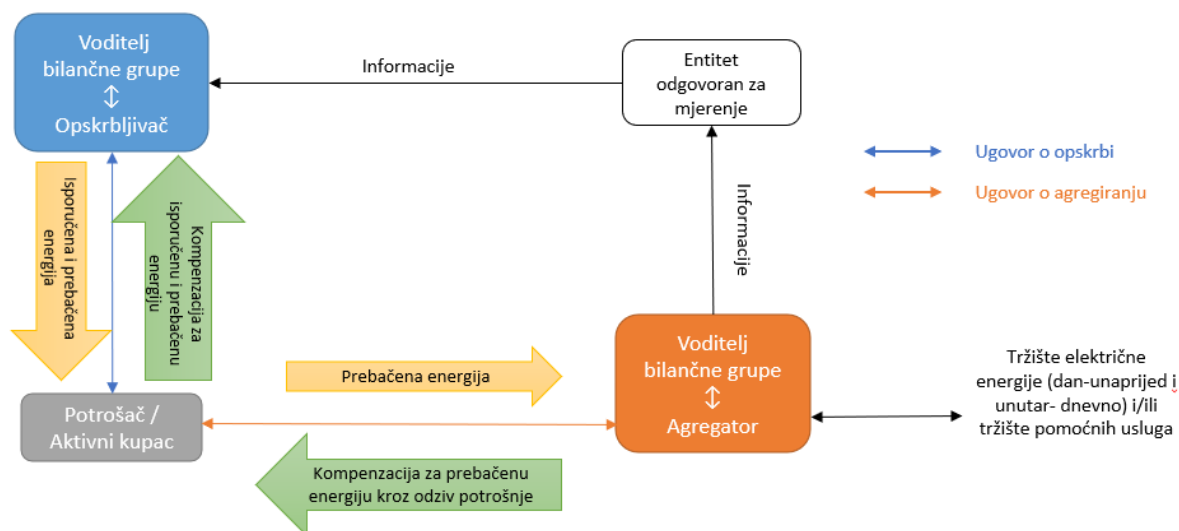 Voditelj
bilančne grupe
↕
Opskrbljivač
Informacije
Entitet
odgovoran za
mjerenje
Ugovor o opskrbi
Ugovor o agregiranju
Isporučena i prebačena
energija
Kompenzacija za
isporučenu i prebačenu
energiju
Informacije
Prebačena energija
Voditelj
bilančne grupe
↕
Agregator
Tržište električne
energije (dan-unaprijed i
unutar- dnevno) i/ili
tržište pomoćnih usluga
Potrošač /
Aktivni kupac
Kompenzacija za prebačenu
energiju kroz odziv potrošnje